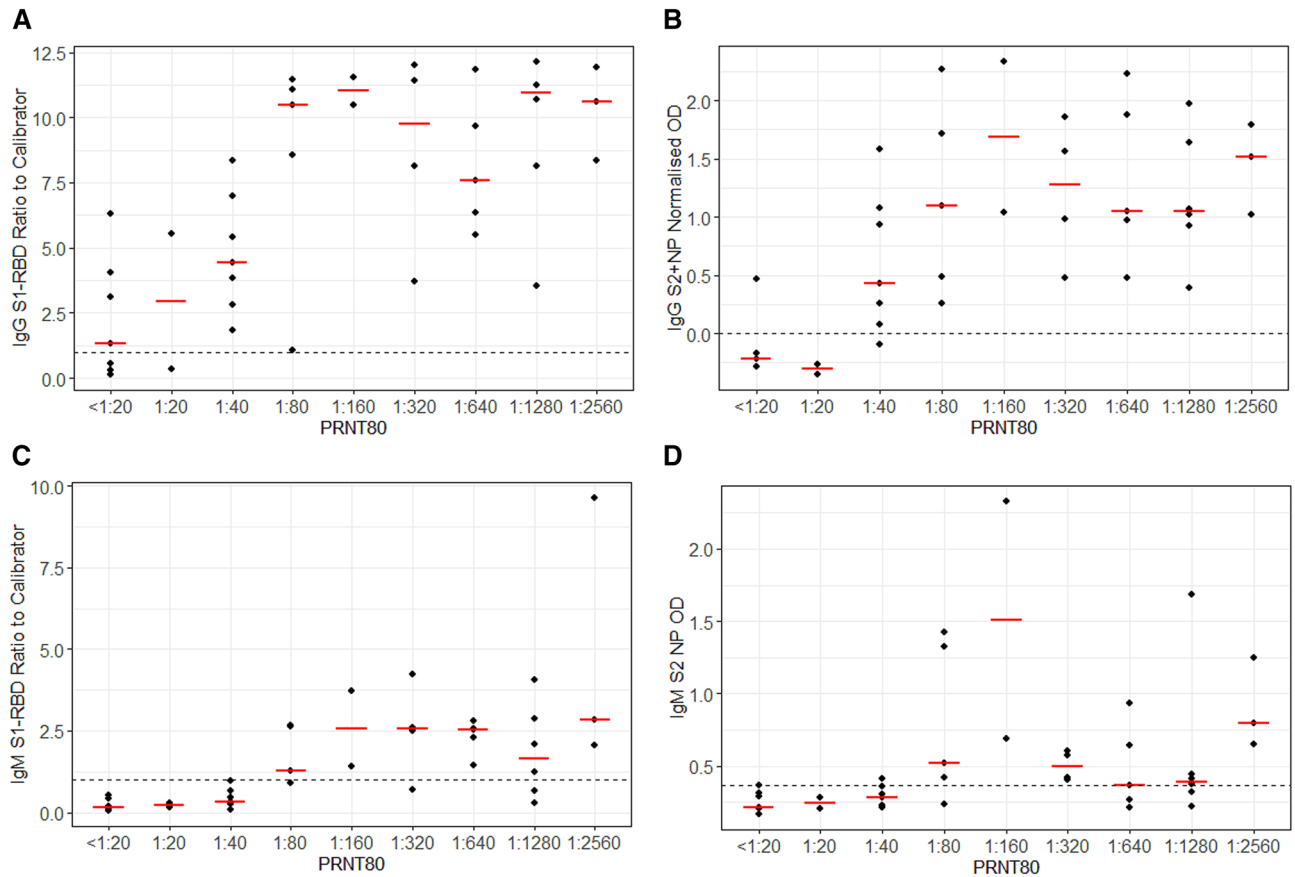 A
IgG S1-RBD Ratio to Calibrator
12.5
10.0
7.5
5.0
2.5
0.0
<1:20 1:20 1:40 1:80 1:160 1:320 1:640 1:1280 1:2560
PRNT80
B
IgG S2+NP Normalised OD
2.0
1.5
1.0
0.5
0.0
<1:20 1:20 1:40 1:80 1:160 1:320 1:640 1:1280 1:2560
PRNT80
C
IgM S1-RBD Ratio to Calibrator
10.0
7.5
5.0
2.5
0.0
<1:20 1:20 1:40 1:80 1:160 1:320 1:640 1:1280 1:2560
PRNT80
D
IgM S2 NP OD
2.0
1.5
1.0
0.5
<1:20 1:20 1:40 1:80 1:160 1:320 1:640 1:1280 1:2560
PRNT80